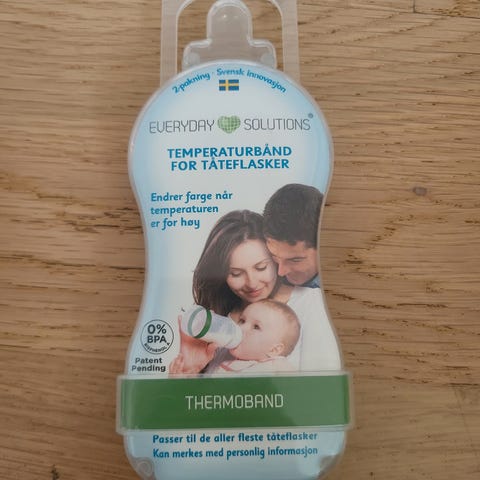 2-pakning · Svensk innovasjon
EVERYDAY SOLUTIONS®
TEMPERATURBÅND
FOR TÅTEFLASKER
Endrer farge når
temperaturen
er for høy
0%
BPA
BISPHENOL A
Patent
Pending
THERMOBAND
Passer til de aller fleste tåteflasker
Kan merkes med personlig informasjon